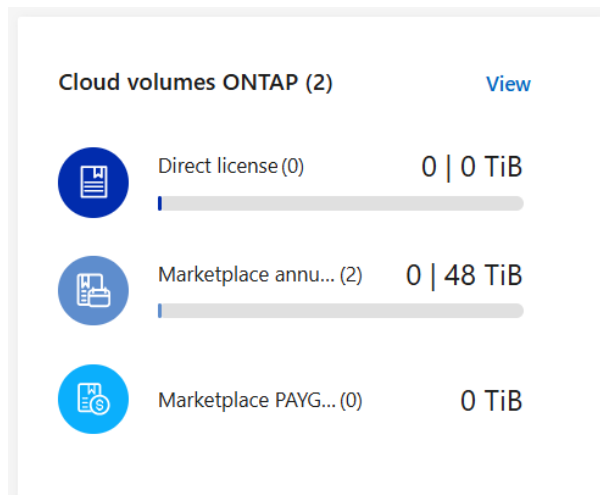 Cloud volumes ONTAP (2) View
Direct license (0) 0 | 0 TiB
Marketplace annu... (2) 0 | 48 TiB
Marketplace PAYG... (0) 0 TiB